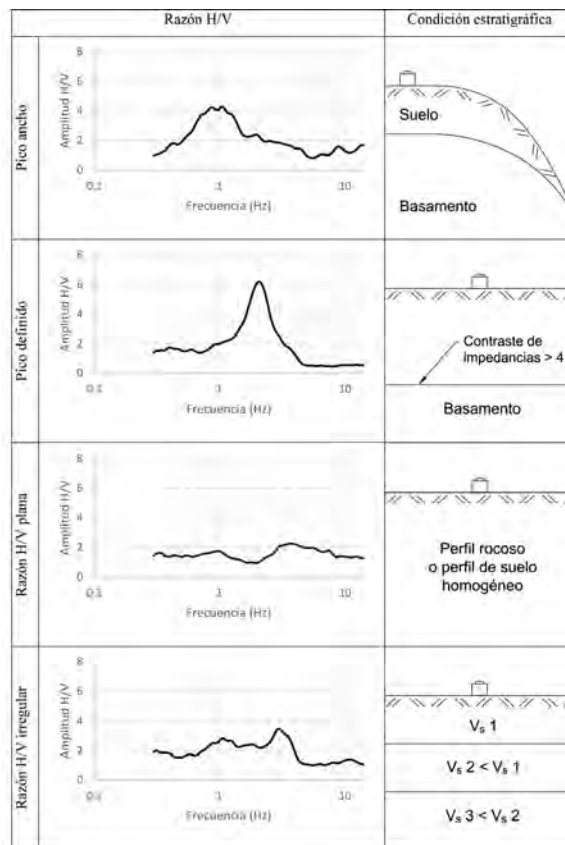 Razón H/V
Condición estratigráfica
Pico ancho
Amplitud H/V
8
6
4
2
0
0.1
1
10
Frecuencia (Hz)
Suelo
Basamento
Pico definido
Amplitud H/V
8
6
4
2
0
0.1
1
10
Frecuencia (Hz)
Contraste de
impedancias > 4
Basamento
Razón H/V plana
Amplitud H/V
8
6
4
2
0
0.1
1
10
Frecuencia (Hz)
Perfil rocoso
o perfil de suelo
homogéneo
Razón H/V irregular
Amplitud H/V
8
6
4
2
0
0.1
1
10
Frecuencia (Hz)
Vs 1
Vs 2 < Vs 1
Vs 3 < Vs 2